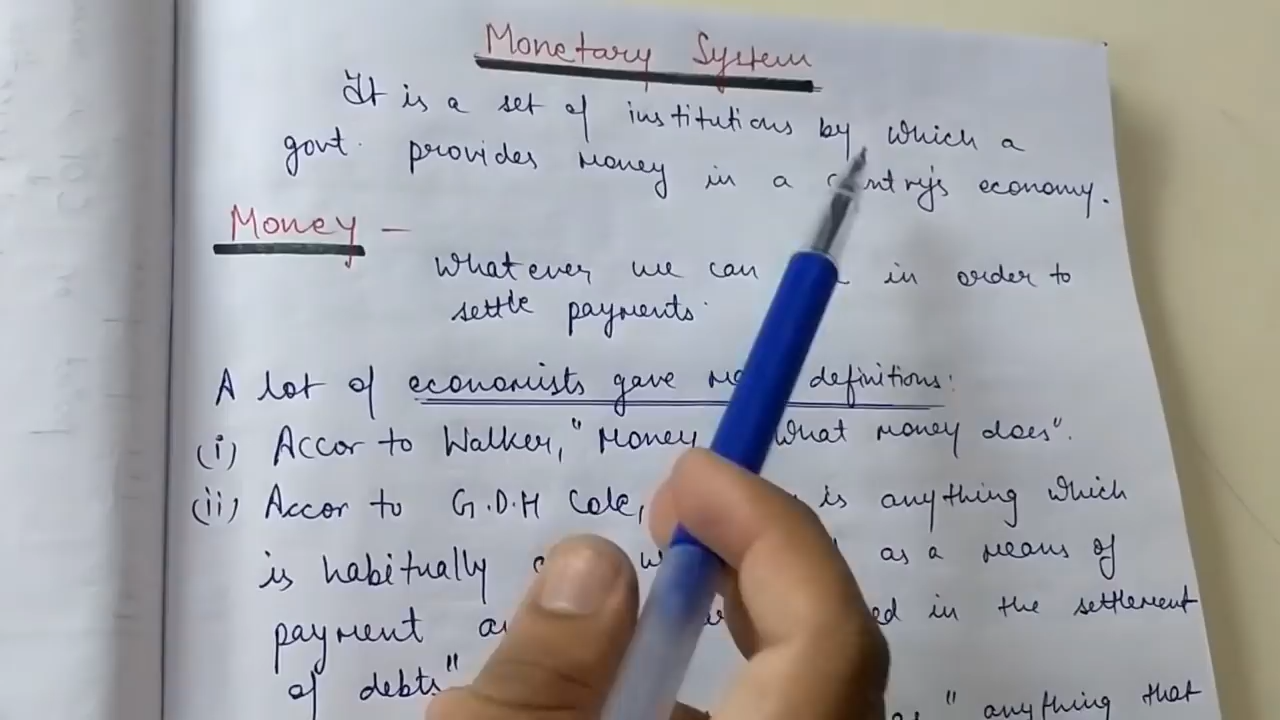 Monetary System
It is a set of institutions by which a
govt. provides money in a economy.
Money -
Whatever we can in order to
settle payments.
A lot of economists gave definitions:
(i) Accor to Walker, "Money what money does".
(ii) Accor to G.D.H Cole, is anything which
is habitually as a means of
payment in the settlement
of debts" "anything that